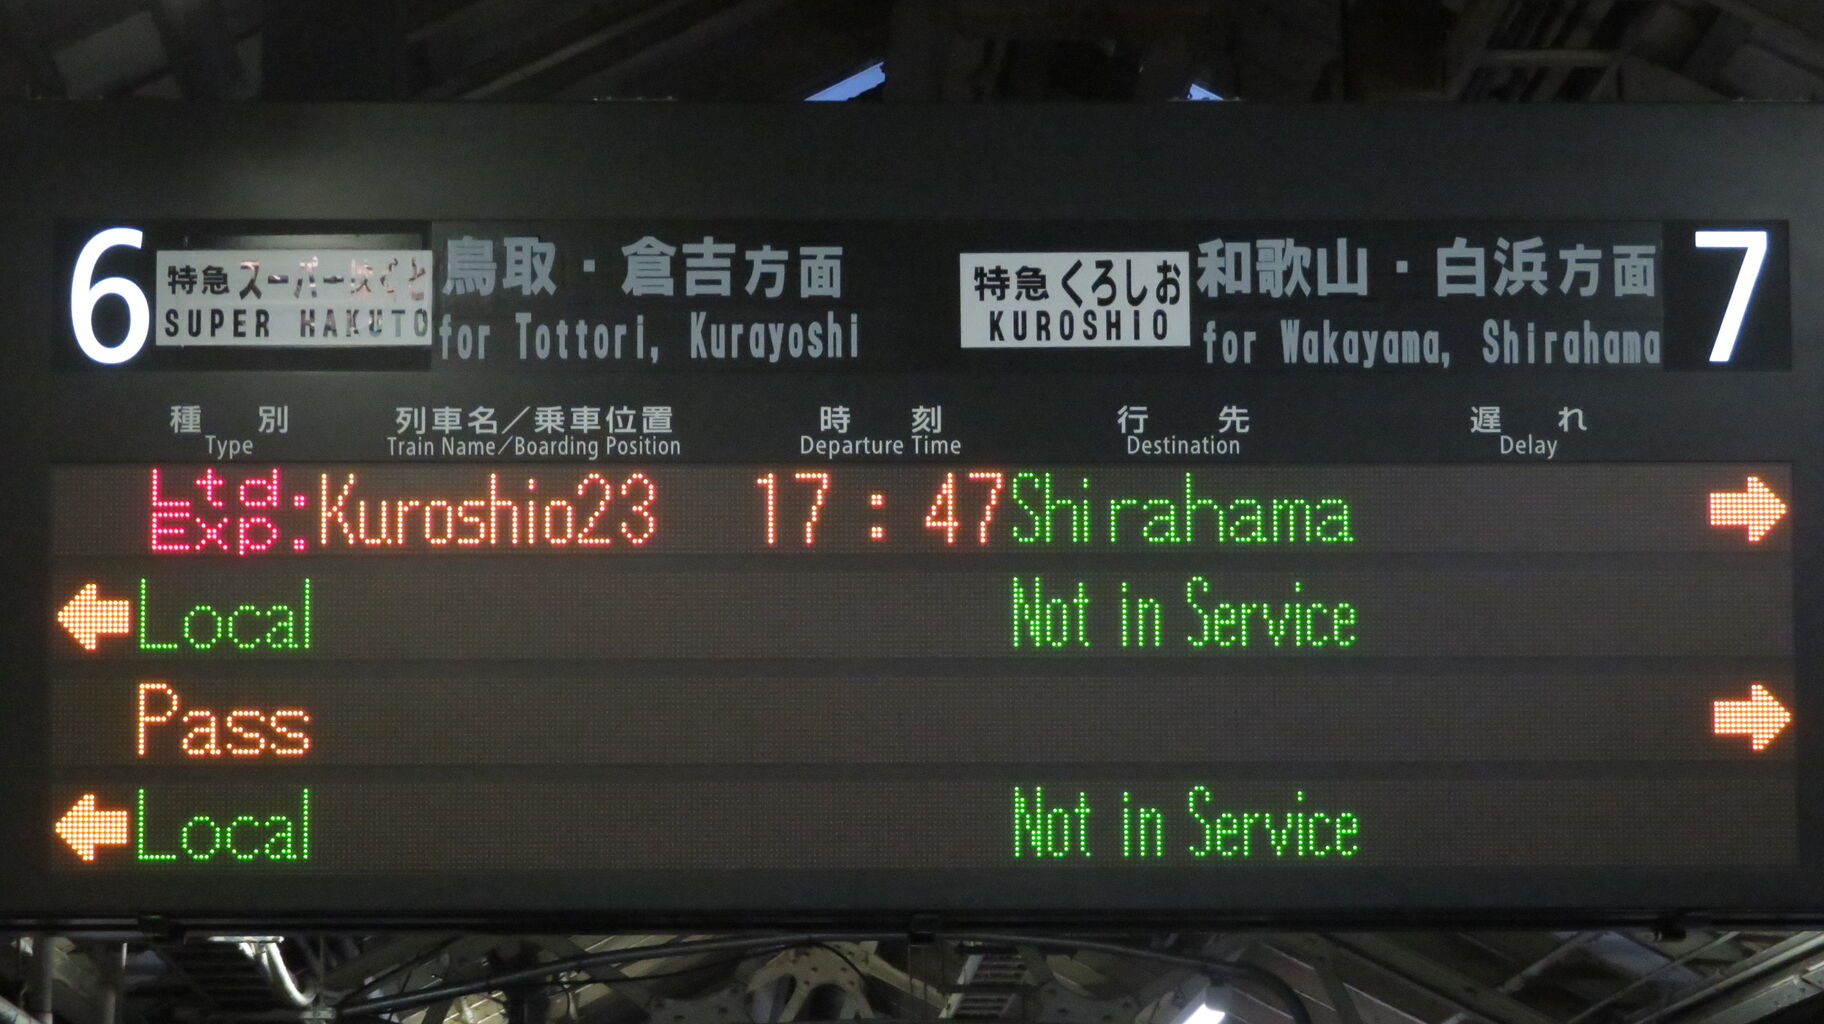 6 特急 スーパーはくと 鳥取・倉吉方面 特急 くろしお 和歌山・白浜方面 7
SUPER HAKUTO for Tottori, Kurayoshi KUROSHIO for Wakayama, Shirahama
種別 列車名／乗車位置 時刻 行先 遅れ
Type Train Name／Boarding Position Departure Time Destination Delay
Ltd. Exp. Kuroshio23 17:47 Shirahama →
← Local Not in Service
Pass →
← Local Not in Service